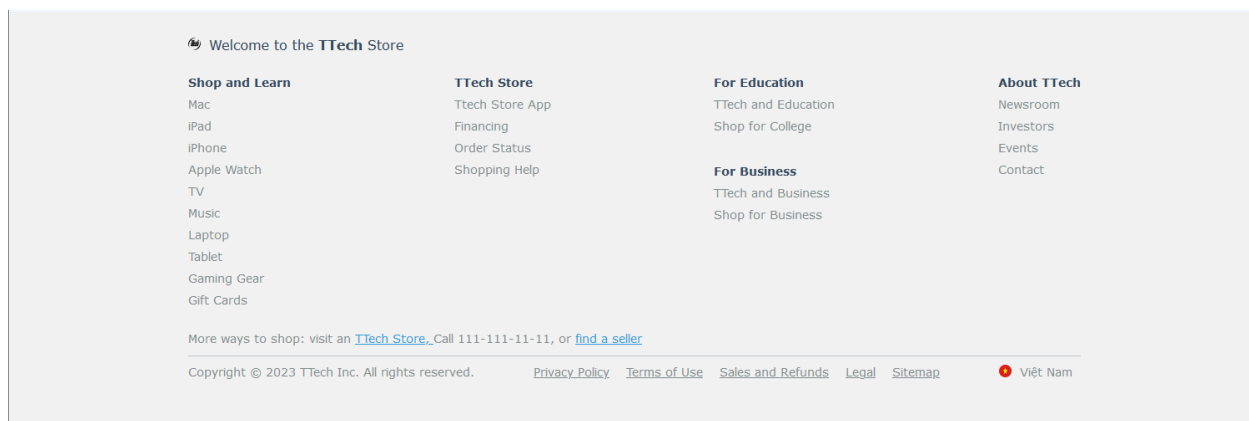 Welcome to the TTech Store
Shop and Learn
Mac
iPad
iPhone
Apple Watch
TV
Music
Laptop
Tablet
Gaming Gear
Gift Cards
TTech Store
Ttech Store App
Financing
Order Status
Shopping Help
For Education
TTech and Education
Shop for College
For Business
TTech and Business
Shop for Business
About TTech
Newsroom
Investors
Events
Contact
More ways to shop: visit an TTech Store, Call 111-111-11-11, or find a seller
Copyright © 2023 TTech Inc. All rights reserved. Privacy Policy Terms of Use Sales and Refunds Legal Sitemap Việt Nam